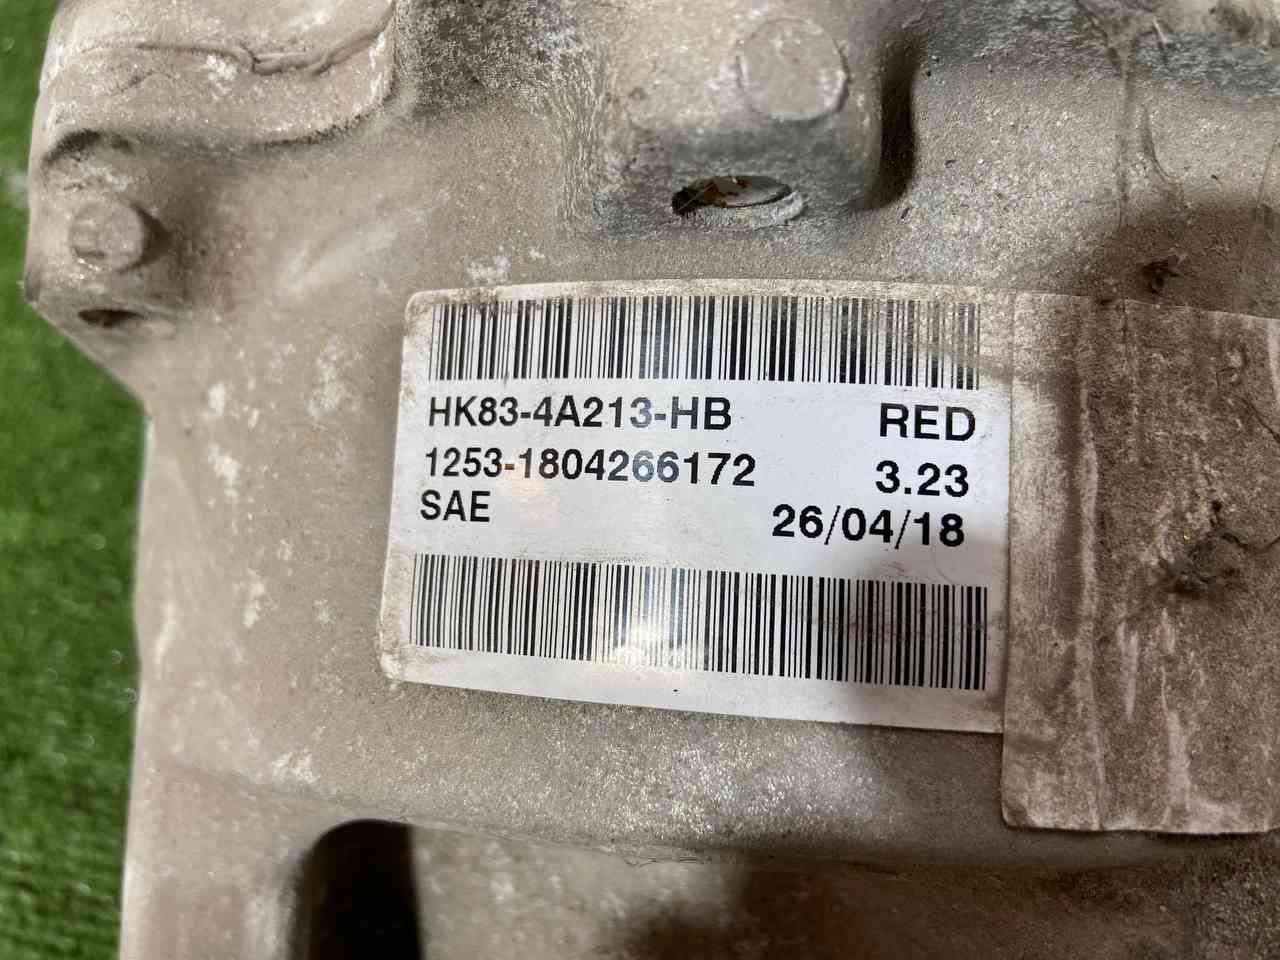 HK83-4A213-HB RED
1253-1804266172 3.23
SAE 26/04/18